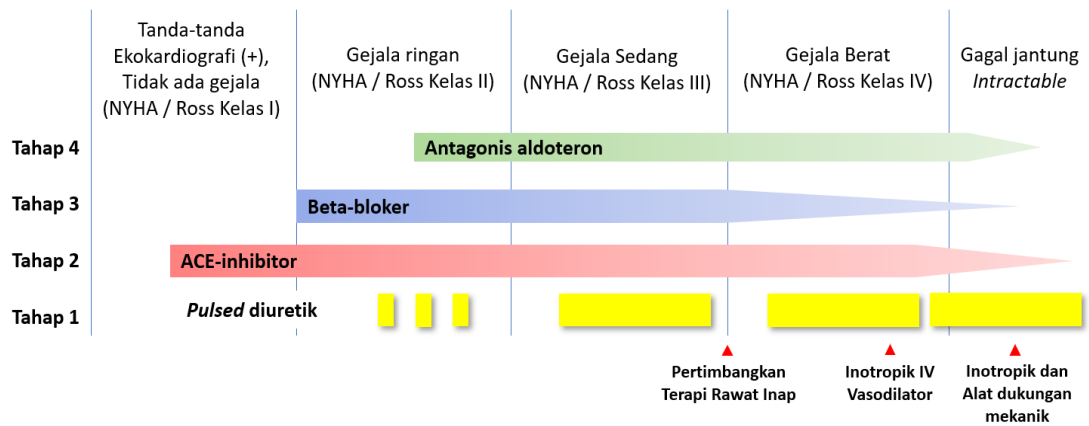 Tanda-tanda
Ekokardiografi (+),
Tidak ada gejala
(NYHA / Ross Kelas I)
Gejala ringan
(NYHA / Ross Kelas II)
Gejala Sedang
(NYHA / Ross Kelas III)
Gejala Berat
(NYHA / Ross Kelas IV)
Gagal jantung
Intractable
Tahap 4
Antagonis aldoteron
Tahap 3
Beta-bloker
Tahap 2
ACE-inhibitor
Tahap 1
Pulsed diuretik
Pertimbangkan
Terapi Rawat Inap
Inotropik IV
Vasodilator
Inotropik dan
Alat dukungan
mekanik